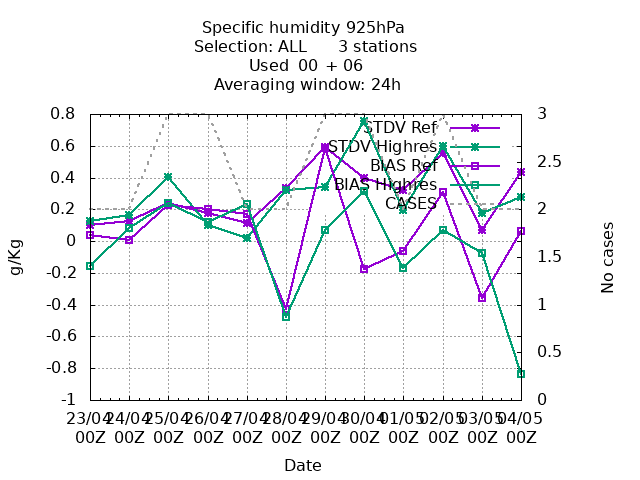 Specific humidity 925hPa
Selection: ALL 3 stations
Used 00 + 06
Averaging window: 24h
STDV Ref
STDV Highres
BIAS Ref
BIAS Highres
CASES
0.8
0.6
0.4
0.2
0
-0.2
-0.4
-0.6
-0.8
-1
g/Kg
3
2.5
2
1.5
1
0.5
0
No cases
23/04 24/04 25/04 26/04 27/04 28/04 29/04 30/04 01/05 02/05 03/05 04/05
00Z 00Z 00Z 00Z 00Z 00Z 00Z 00Z 00Z 00Z 00Z 00Z
Date